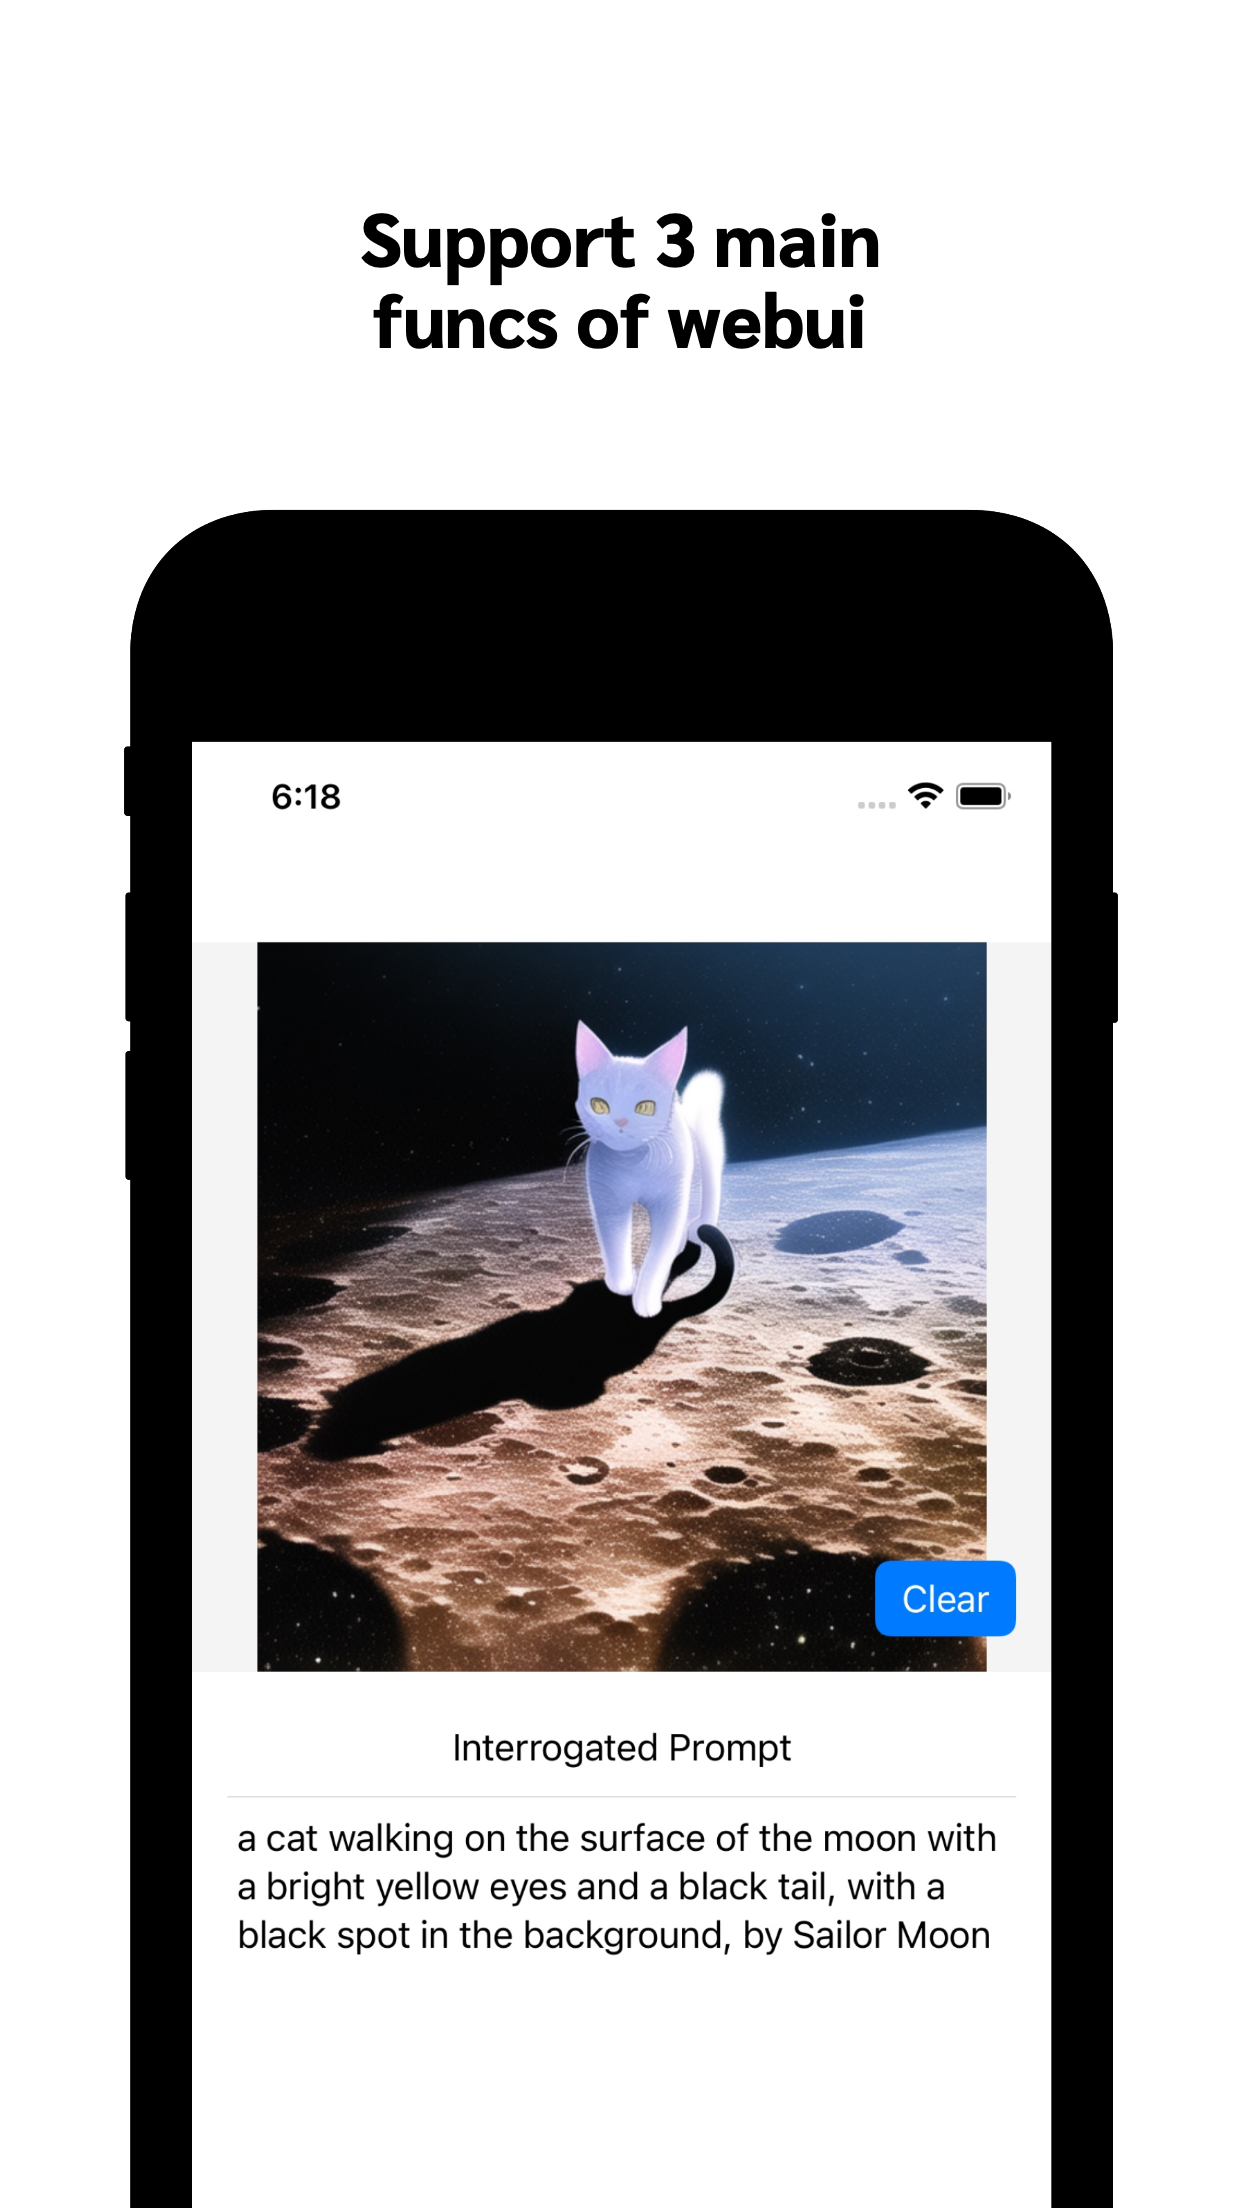 Support 3 main
funcs of webui
6:18
Clear
Interrogated Prompt
a cat walking on the surface of the moon with
a bright yellow eyes and a black tail, with a
black spot in the background, by Sailor Moon